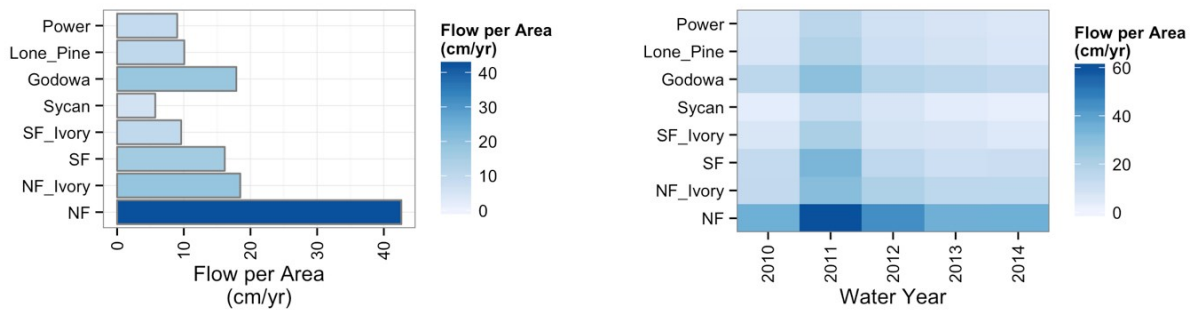 Power
Lone_Pine
Godowa
Sycan
SF_Ivory
SF
NF_Ivory
NF
0
10
20
30
40
Flow per Area
(cm/yr)
Flow per Area
(cm/yr)
40
30
20
10
0
Power
Lone_Pine
Godowa
Sycan
SF_Ivory
SF
NF_Ivory
NF
2010
2011
2012
2013
2014
Water Year
Flow per Area
(cm/yr)
60
40
20
0